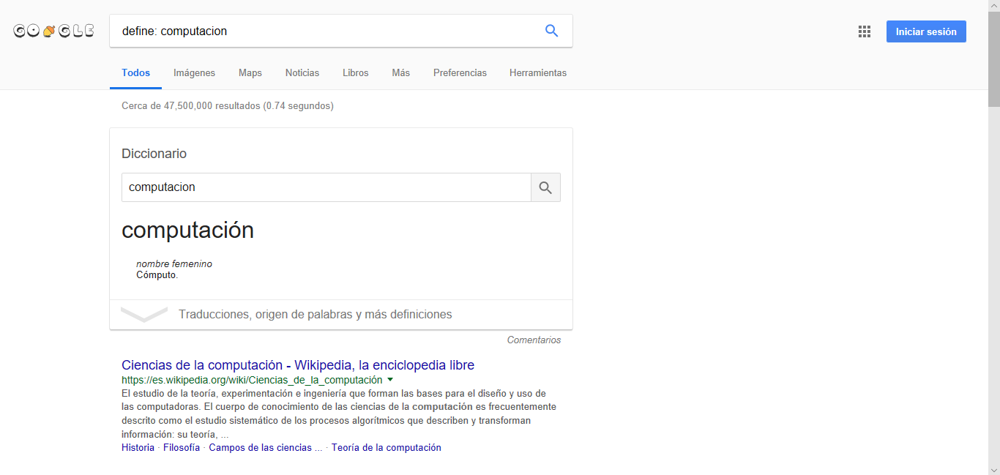 GOOGLE
define: computacion
Iniciar sesión
Todos Imágenes Maps Noticias Libros Más Preferencias Herramientas
Cerca de 47,500,000 resultados (0.74 segundos)
Diccionario
computacion
computación
nombre femenino
Cómputo.
Traducciones, origen de palabras y más definiciones
Comentarios
Ciencias de la computación - Wikipedia, la enciclopedia libre
https://es.wikipedia.org/wiki/Ciencias_de_la_computación
El estudio de la teoría, experimentación e ingeniería que forman las bases para el diseño y uso de
las computadoras. El cuerpo de conocimiento de las ciencias de la computación es frecuentemente
descrito como el estudio sistemático de los procesos algorítmicos que describen y transforman
información: su teoría, ...
Historia · Filosofía · Campos de las ciencias ... · Teoría de la computación